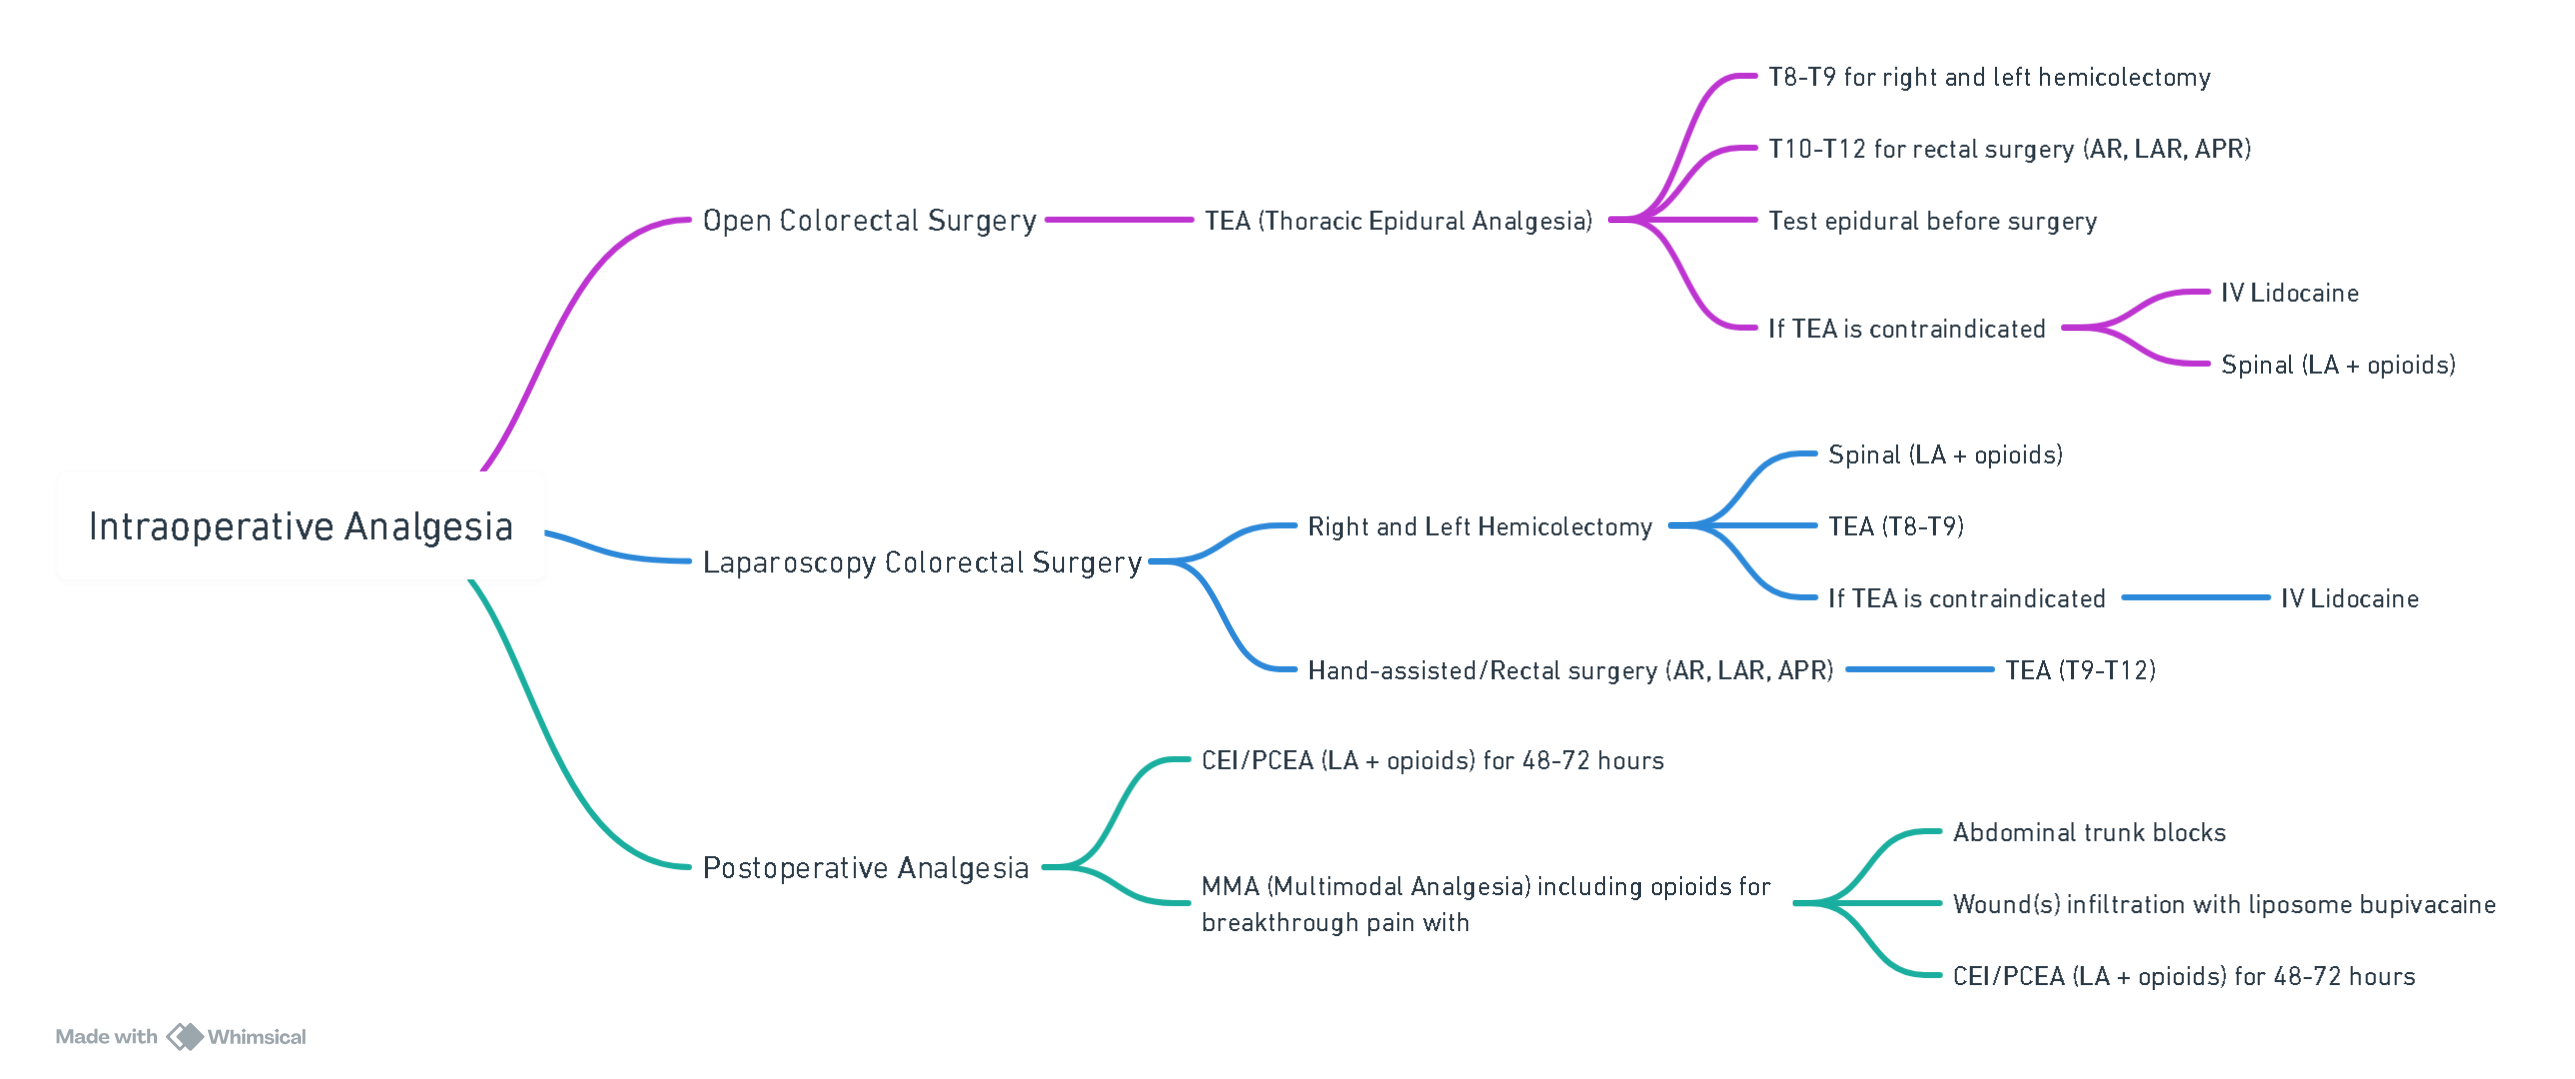 Intraoperative Analgesia
Open Colorectal Surgery
TEA (Thoracic Epidural Analgesia)
T8-T9 for right and left hemicolectomy
T10-T12 for rectal surgery (AR, LAR, APR)
Test epidural before surgery
If TEA is contraindicated
IV Lidocaine
Spinal (LA + opioids)
Laparoscopy Colorectal Surgery
Right and Left Hemicolectomy
Spinal (LA + opioids)
TEA (T8-T9)
If TEA is contraindicated
IV Lidocaine
Hand-assisted/Rectal surgery (AR, LAR, APR)
TEA (T9-T12)
Postoperative Analgesia
CEI/PCEA (LA + opioids) for 48-72 hours
MMA (Multimodal Analgesia) including opioids for
breakthrough pain with
Abdominal trunk blocks
Wound(s) infiltration with liposome bupivacaine
CEI/PCEA (LA + opioids) for 48-72 hours
Made with Whimsical